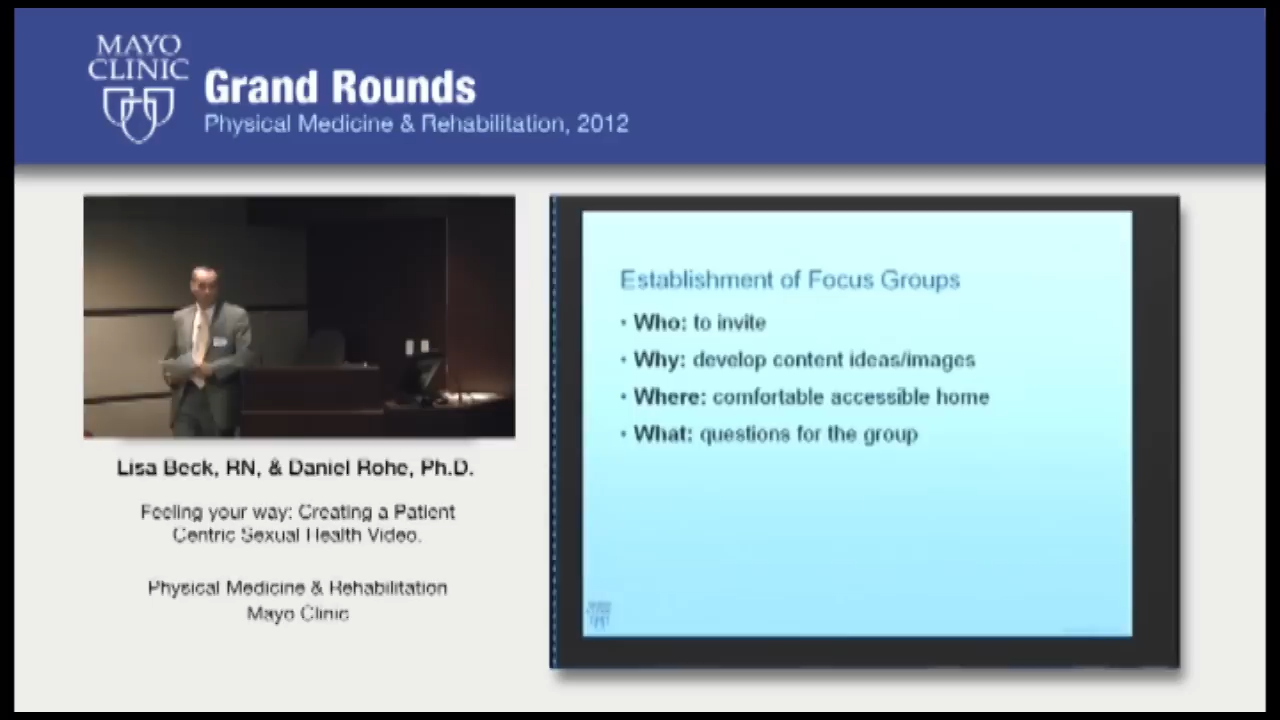 MAYO
CLINIC
Grand Rounds
Physical Medicine & Rehabilitation, 2012
Lisa Beck, RN, & Daniel Rohe, Ph.D.
Feeling your way: Creating a Patient
Centric Sexual Health Video.
Physical Medicine & Rehabilitation
Mayo Clinic
Establishment of Focus Groups
• Who: to invite
• Why: develop content ideas/images
• Where: comfortable accessible home
• What: questions for the group